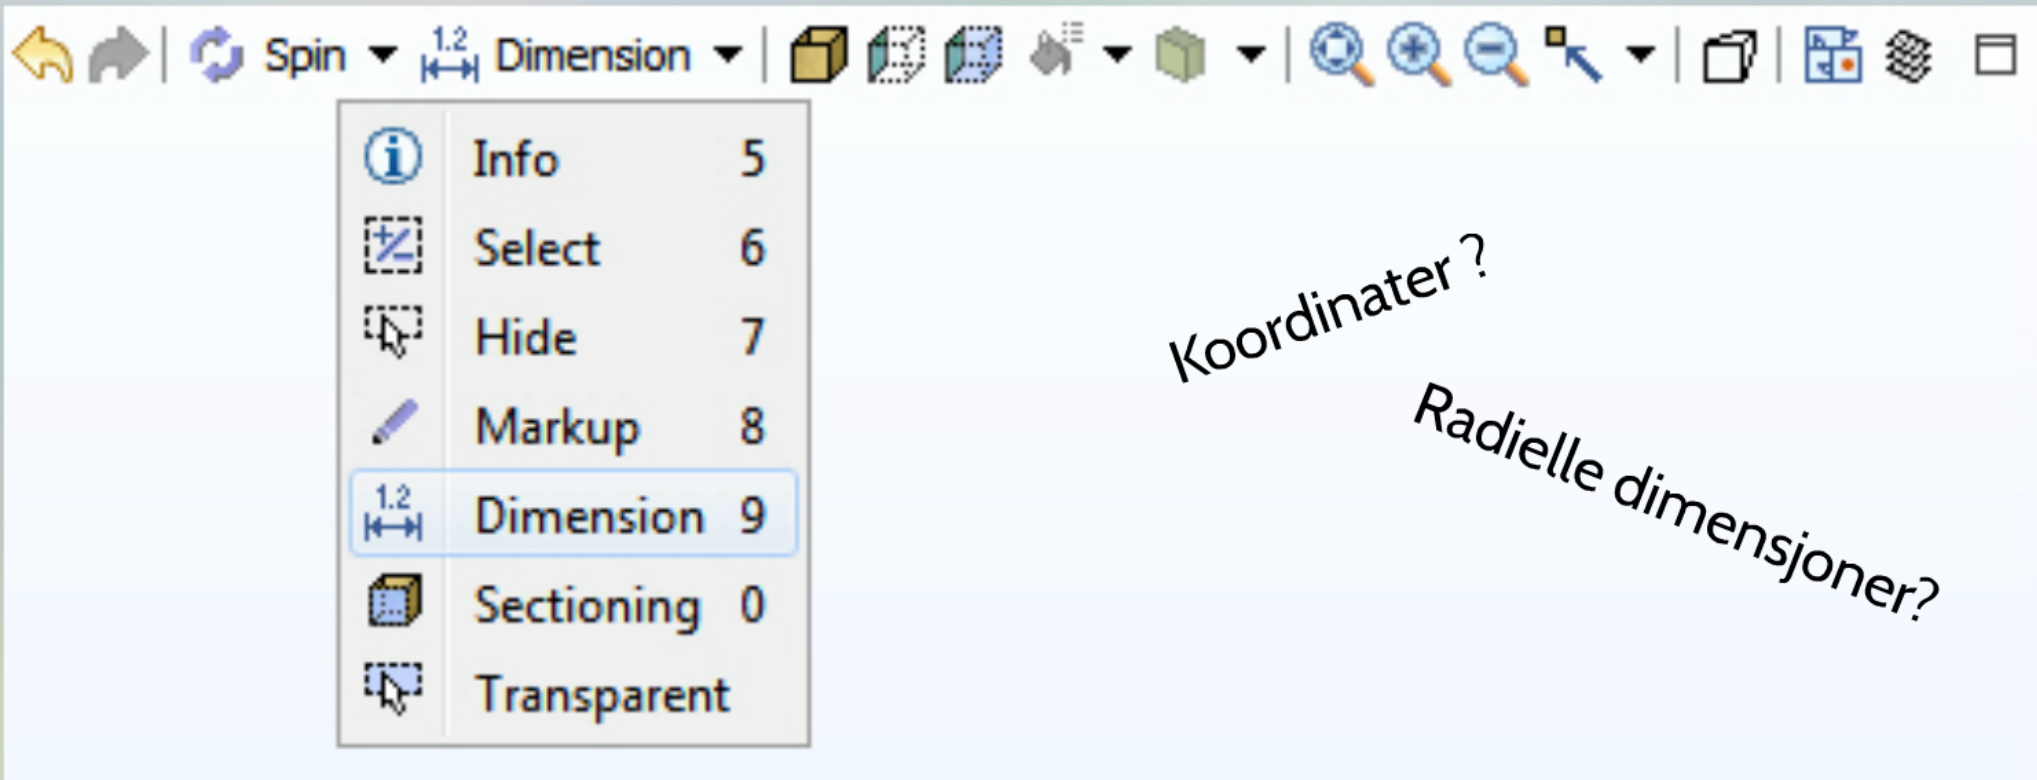 Spin 1.2 Dimension
Info 5
Select 6
Hide 7
Markup 8
1.2 Dimension 9
Sectioning 0
Transparent
Koordinater ?
Radielle dimensjoner?